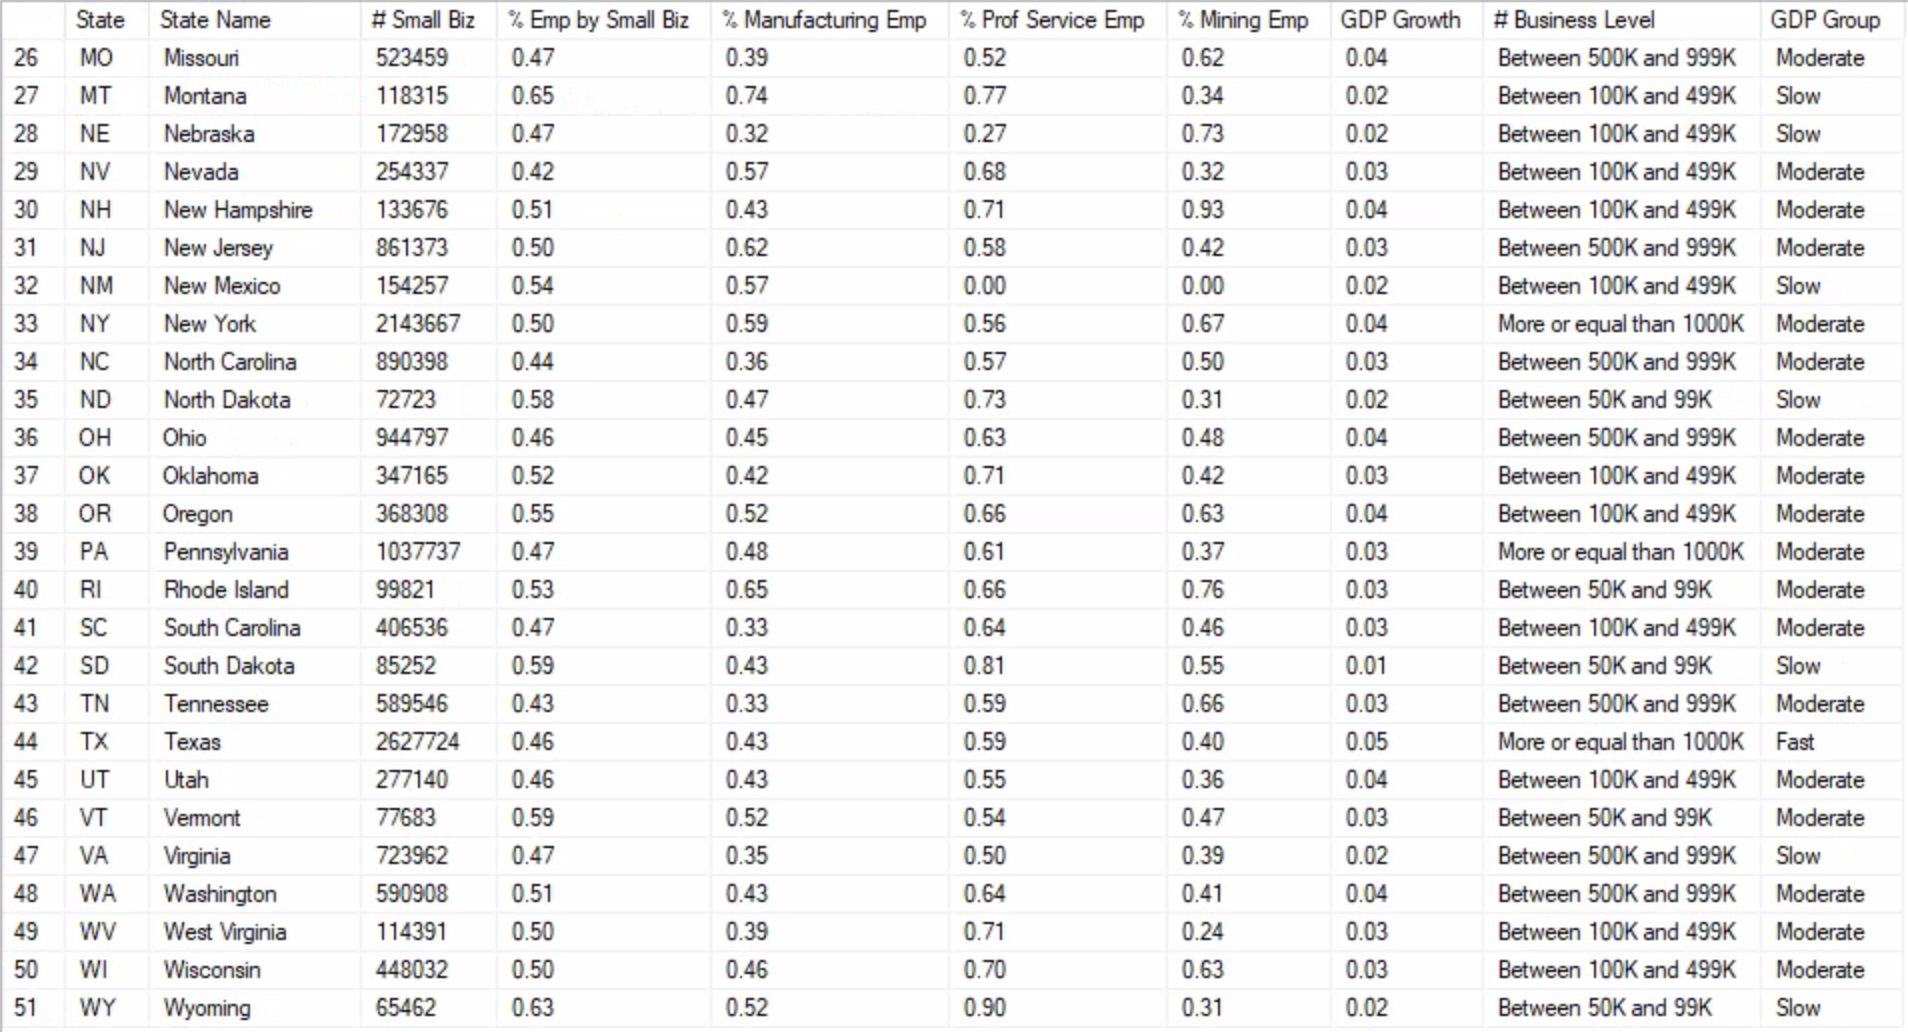 State State Name # Small Biz % Emp by Small Biz % Manufacturing Emp % Prof Service Emp % Mining Emp GDP Growth # Business Level GDP Group
26 MO Missouri 523459 0.47 0.39 0.52 0.62 0.04 Between 500K and 999K Moderate
27 MT Montana 118315 0.65 0.74 0.77 0.34 0.02 Between 100K and 499K Slow
28 NE Nebraska 172958 0.47 0.32 0.27 0.73 0.02 Between 100K and 499K Slow
29 NV Nevada 254337 0.42 0.57 0.68 0.32 0.03 Between 100K and 499K Moderate
30 NH New Hampshire 133676 0.51 0.43 0.71 0.93 0.04 Between 100K and 499K Moderate
31 NJ New Jersey 861373 0.50 0.62 0.58 0.42 0.03 Between 500K and 999K Moderate
32 NM New Mexico 154257 0.54 0.57 0.00 0.00 0.02 Between 100K and 499K Slow
33 NY New York 2143667 0.50 0.59 0.56 0.67 0.04 More or equal than 1000K Moderate
34 NC North Carolina 890398 0.44 0.36 0.57 0.50 0.03 Between 500K and 999K Moderate
35 ND North Dakota 72723 0.58 0.47 0.73 0.31 0.02 Between 50K and 99K Slow
36 OH Ohio 944797 0.46 0.45 0.63 0.48 0.04 Between 500K and 999K Moderate
37 OK Oklahoma 347165 0.52 0.42 0.71 0.42 0.03 Between 100K and 499K Moderate
38 OR Oregon 368308 0.55 0.52 0.66 0.63 0.04 Between 100K and 499K Moderate
39 PA Pennsylvania 1037737 0.47 0.48 0.61 0.37 0.03 More or equal than 1000K Moderate
40 RI Rhode Island 99821 0.53 0.65 0.66 0.76 0.03 Between 50K and 99K Moderate
41 SC South Carolina 406536 0.47 0.33 0.64 0.46 0.03 Between 100K and 499K Moderate
42 SD South Dakota 85252 0.59 0.43 0.81 0.55 0.01 Between 50K and 99K Slow
43 TN Tennessee 589546 0.43 0.33 0.59 0.66 0.03 Between 500K and 999K Moderate
44 TX Texas 2627724 0.46 0.43 0.59 0.40 0.05 More or equal than 1000K Fast
45 UT Utah 277140 0.46 0.43 0.55 0.36 0.04 Between 100K and 499K Moderate
46 VT Vermont 77683 0.59 0.52 0.54 0.47 0.03 Between 50K and 99K Moderate
47 VA Virginia 723962 0.47 0.35 0.50 0.39 0.02 Between 500K and 999K Slow
48 WA Washington 590908 0.51 0.43 0.64 0.41 0.04 Between 500K and 999K Moderate
49 WV West Virginia 114391 0.50 0.39 0.71 0.24 0.03 Between 100K and 499K Moderate
50 WI Wisconsin 448032 0.50 0.46 0.70 0.63 0.03 Between 100K and 499K Moderate
51 WY Wyoming 65462 0.63 0.52 0.90 0.31 0.02 Between 50K and 99K Slow